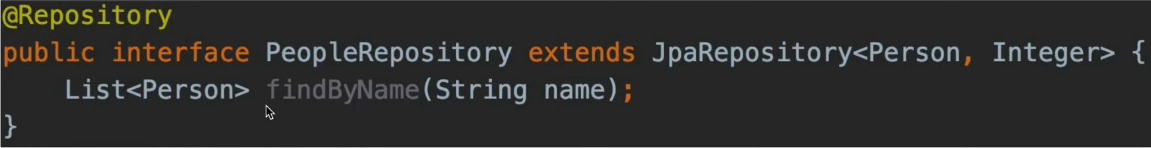 @Repository
public interface PeopleRepository extends JpaRepository<Person, Integer> {
    List<Person> findByName(String name);
}